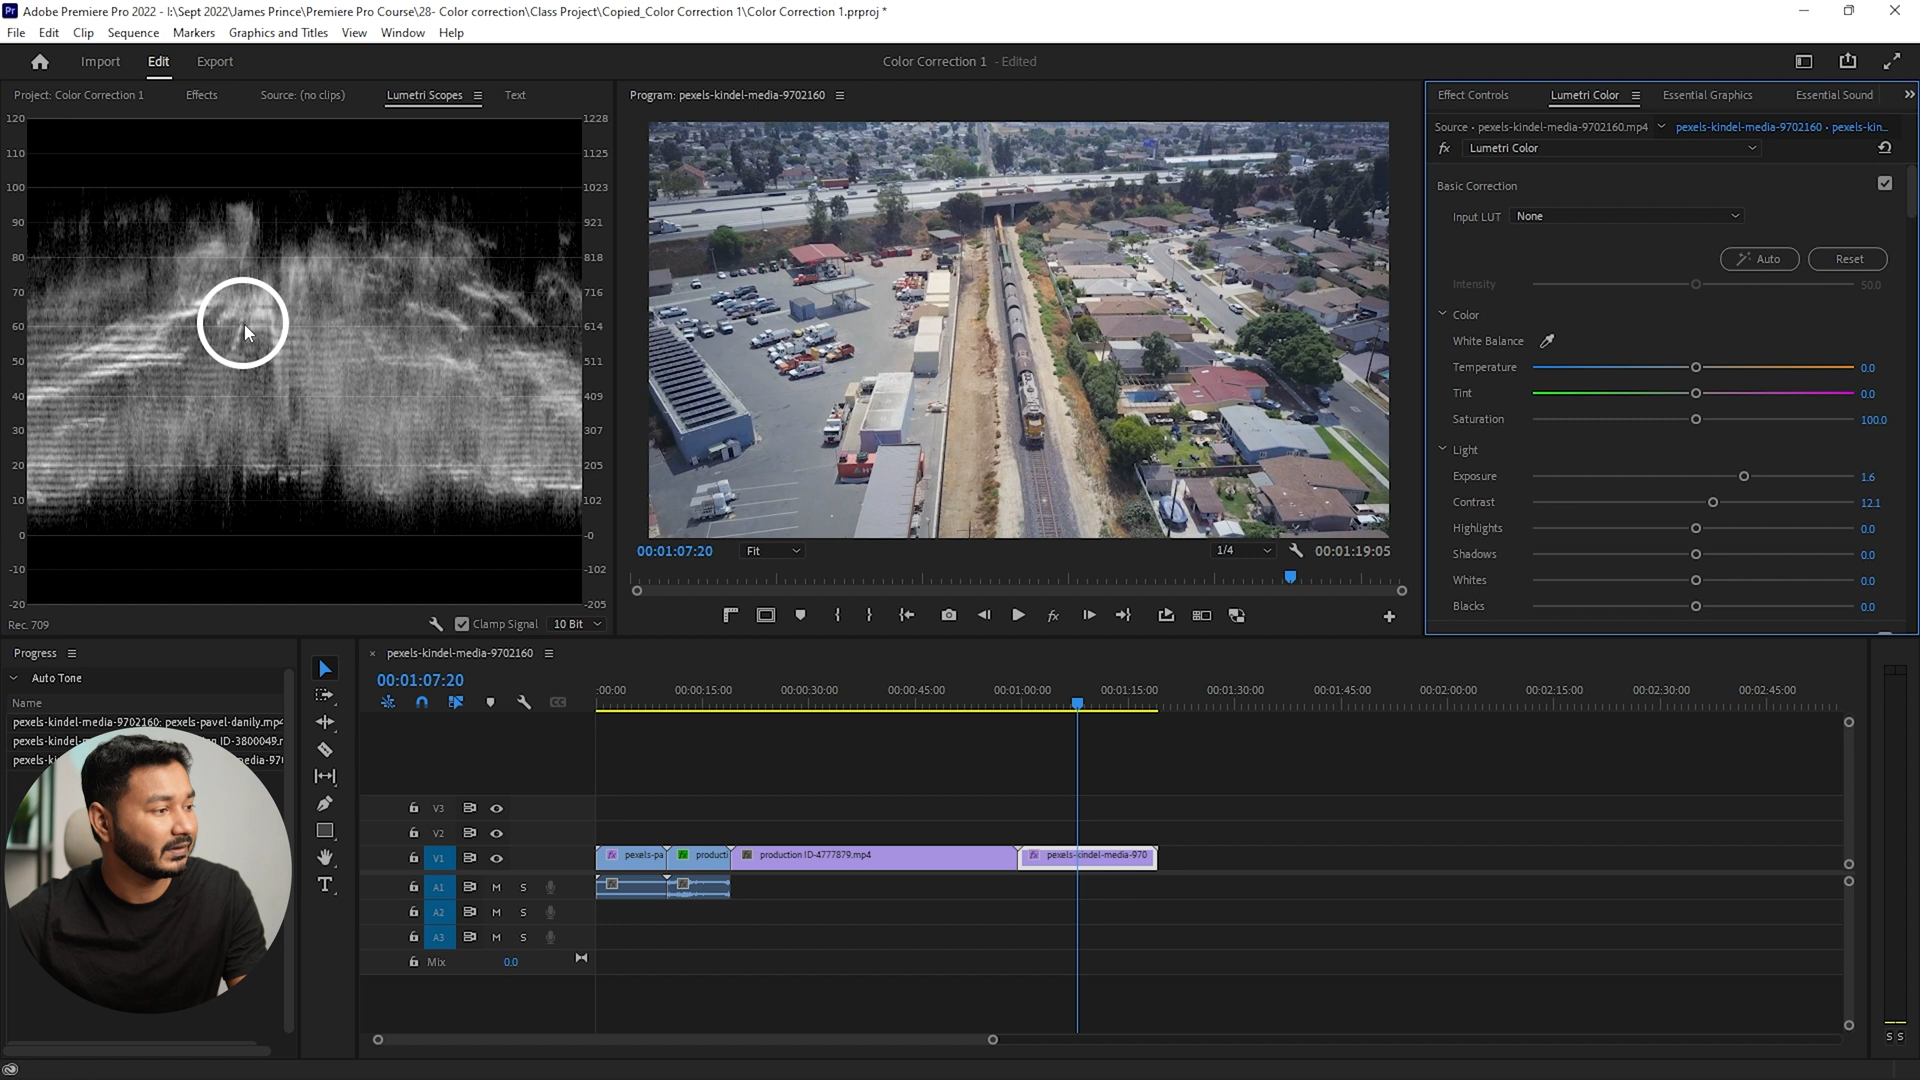 Pr Adobe Premiere Pro 2022 - I:\Sept 2022\James Prince\Premiere Pro Course\28- Color correction\Class Project\Copied_Color Correction 1\Color Correction 1.prproj *
File Edit Clip Sequence Markers Graphics and Titles View Window Help
Import Edit Export
Color Correction 1 - Edited
Project: Color Correction 1 Effects Source: (no clips) Lumetri Scopes Text
120 1228
110 1125
100 1023
90 921
80 818
70 716
60 614
50 511
40 409
30 307
20 205
10 102
0 -0
-10 -102
-20 -205
Rec. 709 Clamp Signal 10 Bit
Program: pexels-kindel-media-9702160
00:01:07:20 Fit 1/4 00:01:19:05
Effect Controls Lumetri Color Essential Graphics Essential Sound
Source • pexels-kindel-media-9702160.mp4 pexels-kindel-media-9702160 • pexels-kin...
fx Lumetri Color
Basic Correction
Input LUT None
Auto Reset
Intensity 50.0
Color
White Balance
Temperature 0.0
Tint 0.0
Saturation 100.0
Light
Exposure 1.6
Contrast 12.1
Highlights 0.0
Shadows 0.0
Whites 0.0
Blacks 0.0
Progress
Auto Tone
Name
pexels-kindel-media-9702160: pexels-pavel-danily.mp4
ID-3800049.
pexels-kindel-media-9702160
00:01:07:20
:00:00 00:00:15:00 00:00:30:00 00:00:45:00 00:01:00:00 00:01:15:00 00:01:30:00 00:01:45:00 00:02:00:00 00:02:15:00 00:02:30:00 00:02:45:00
V3
V2
V1 fx pexels-pa fx producti fx production ID-4777879.mp4 fx pexels-kindel-media-970
A1 M S
A2 M S
A3 M S
Mix 0.0
S S